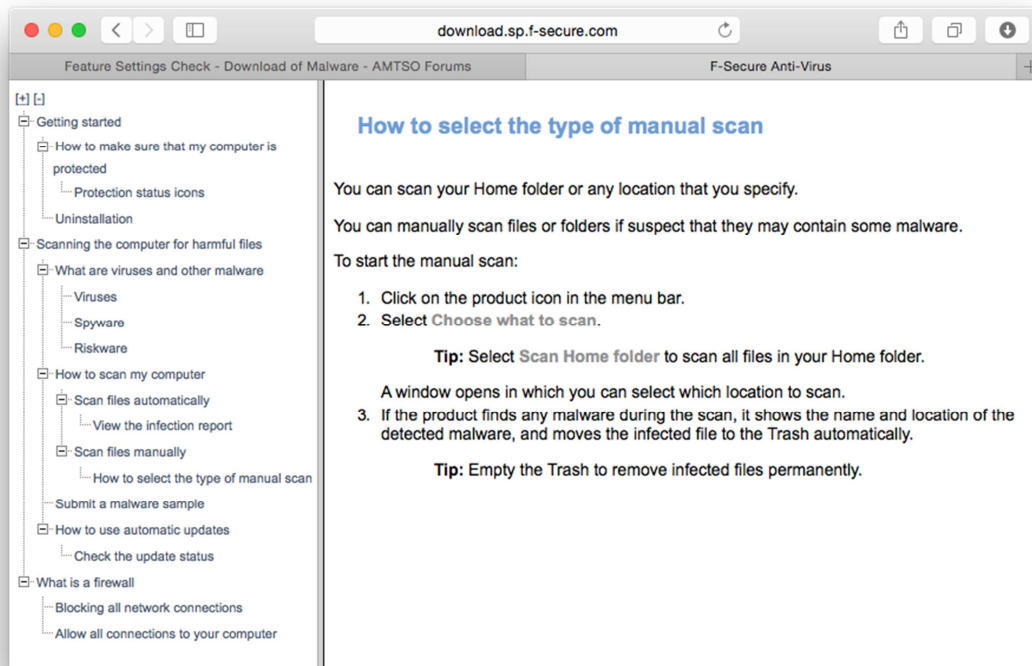 download.sp.f-secure.com
Feature Settings Check - Download of Malware - AMTSO Forums
F-Secure Anti-Virus
[+] [-]
Getting started
How to make sure that my computer is
protected
Protection status icons
Uninstallation
Scanning the computer for harmful files
What are viruses and other malware
Viruses
Spyware
Riskware
How to scan my computer
Scan files automatically
View the infection report
Scan files manually
How to select the type of manual scan
Submit a malware sample
How to use automatic updates
Check the update status
What is a firewall
Blocking all network connections
Allow all connections to your computer
How to select the type of manual scan
You can scan your Home folder or any location that you specify.
You can manually scan files or folders if suspect that they may contain some malware.
To start the manual scan:
1. Click on the product icon in the menu bar.
2. Select Choose what to scan.
Tip: Select Scan Home folder to scan all files in your Home folder.
A window opens in which you can select which location to scan.
3. If the product finds any malware during the scan, it shows the name and location of the
detected malware, and moves the infected file to the Trash automatically.
Tip: Empty the Trash to remove infected files permanently.